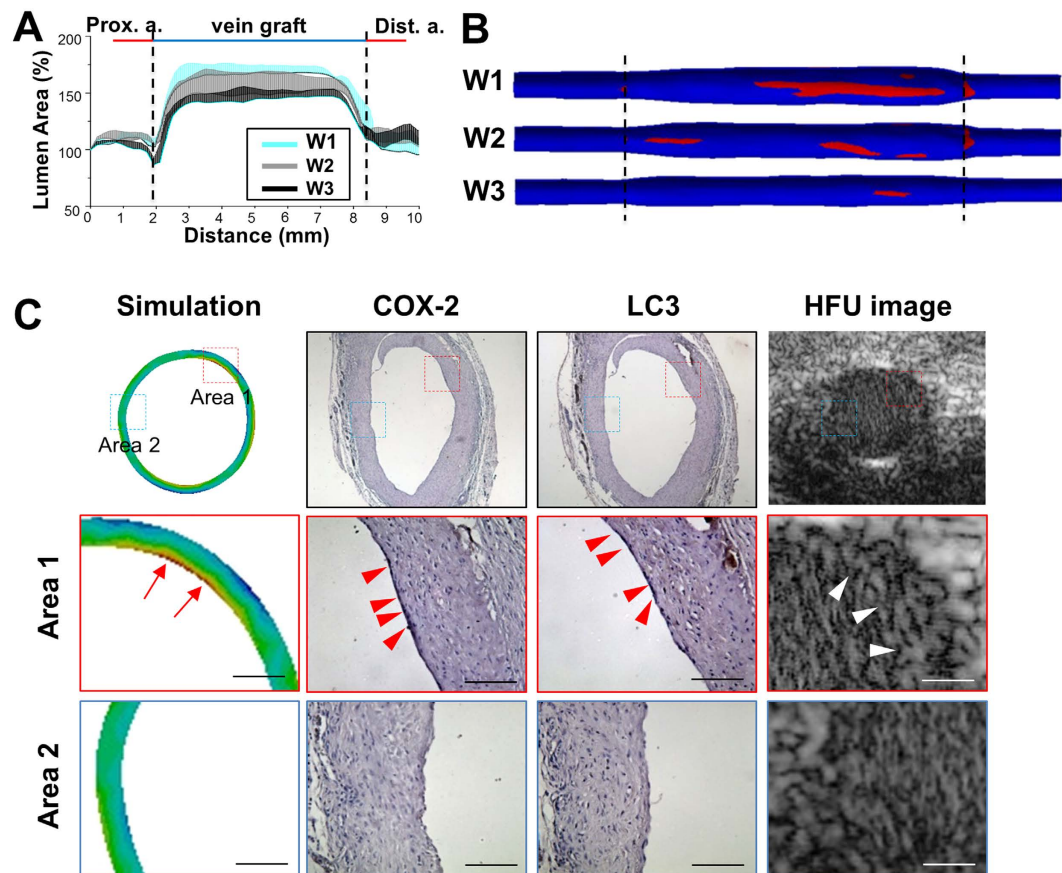 A
Prox. a.
vein graft
Dist. a.
Lumen Area (%)
200
150
100
50
W1
W2
W3
0 1 2 3 4 5 6 7 8 9 10
Distance (mm)
B
W1
W2
W3
C
Simulation
COX-2
LC3
HFU image
Area 1
Area 2
Area 1
Area 2